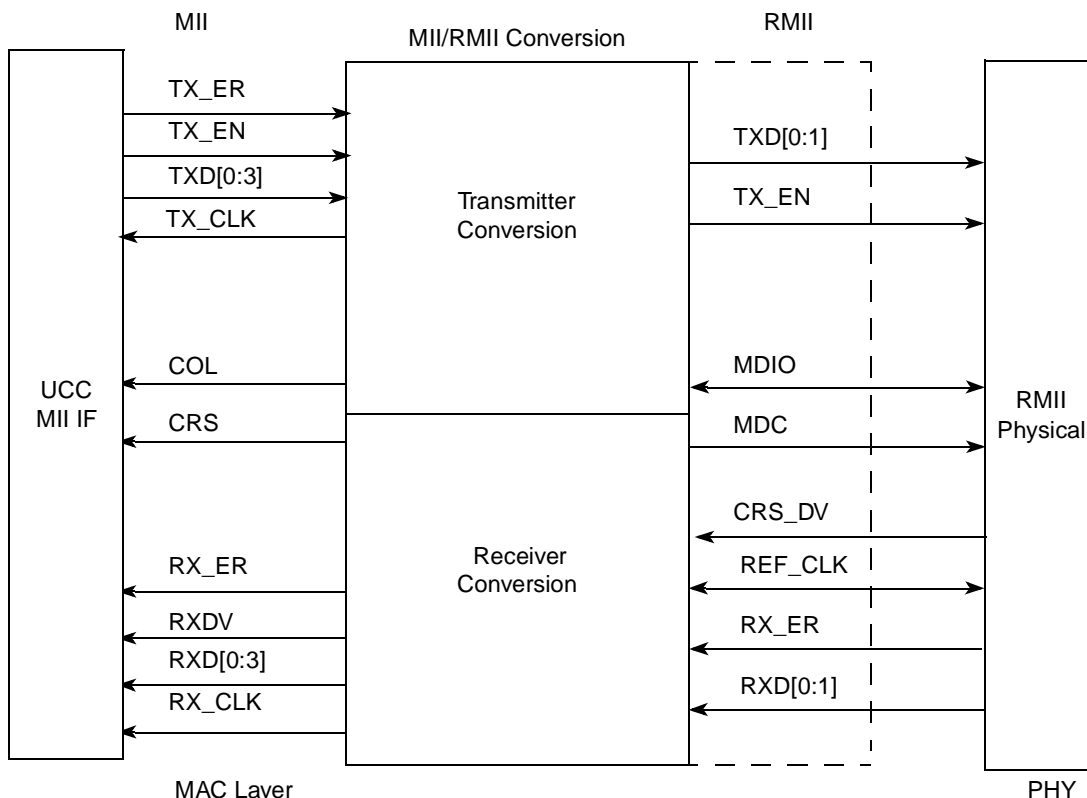 MII
MII/RMII Conversion
RMII
TX_ER
TX_EN
TXD[0:3]
TX_CLK
COL
CRS
RX_ER
RXDV
RXD[0:3]
RX_CLK
UCC
MII IF
Transmitter
Conversion
Receiver
Conversion
TXD[0:1]
TX_EN
MDIO
MDC
CRS_DV
REF_CLK
RX_ER
RXD[0:1]
RMII
Physical
MAC Layer
PHY